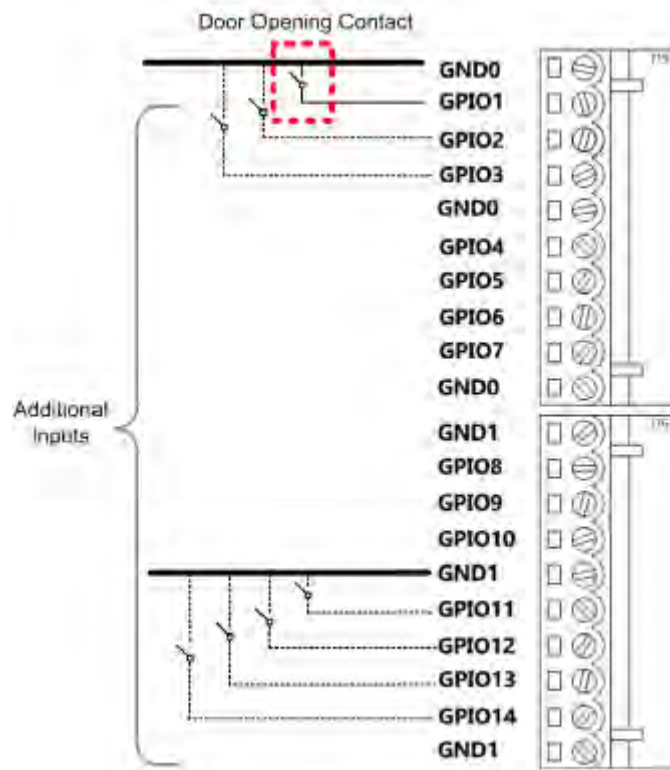 Door Opening Contact
GND0
GPIO1
GPIO2
GPIO3
GND0
GPIO4
GPIO5
GPIO6
GPIO7
GND0
Additional
Inputs
GND1
GPIO8
GPIO9
GPIO10
GND1
GPIO11
GPIO12
GPIO13
GPIO14
GND1